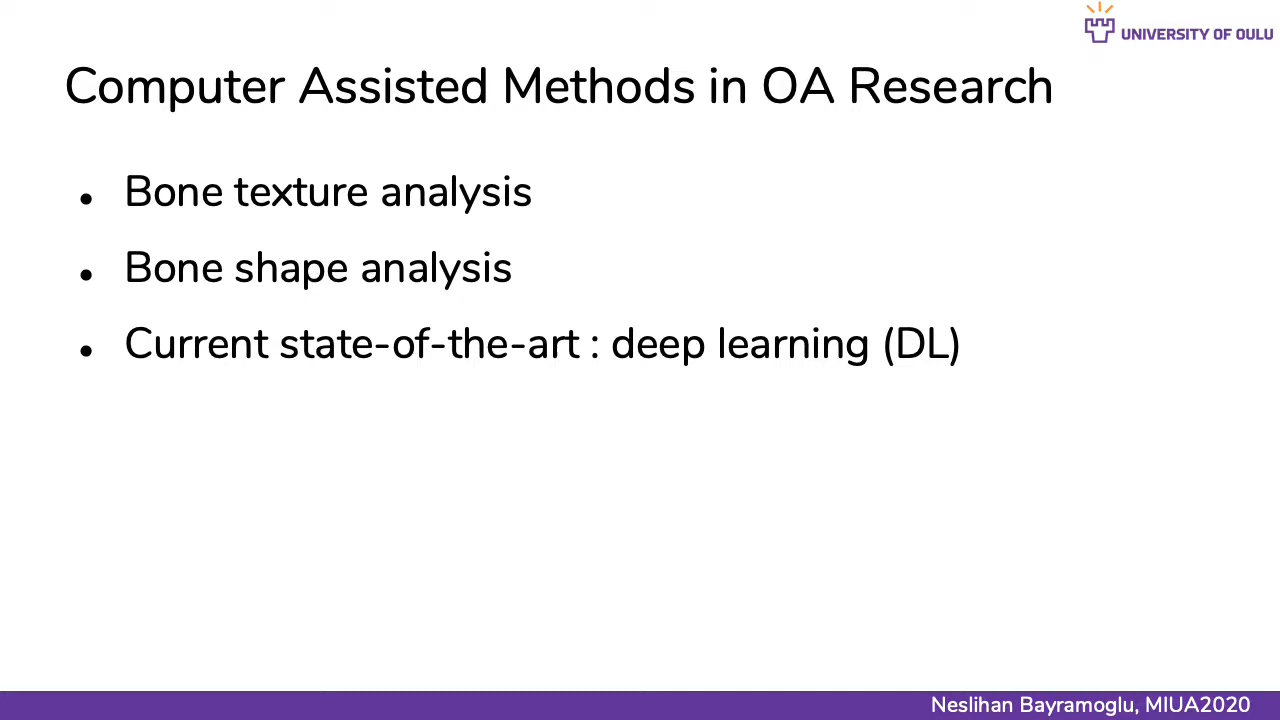 UNIVERSITY OF OULU
Computer Assisted Methods in OA Research
• Bone texture analysis
• Bone shape analysis
• Current state-of-the-art : deep learning (DL)
Neslihan Bayramoglu, MIUA2020